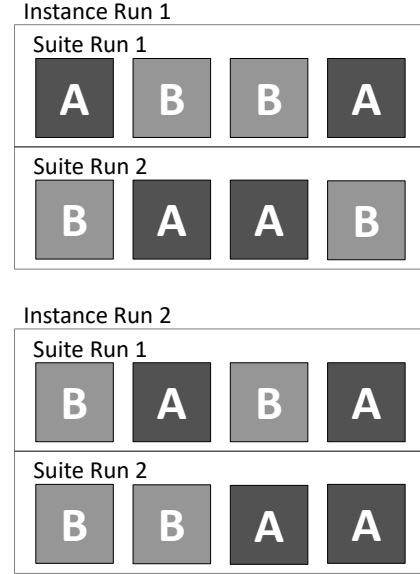 Instance Run 1
Suite Run 1
A B B A
Suite Run 2
B A A B
Instance Run 2
Suite Run 1
B A B A
Suite Run 2
B B A A